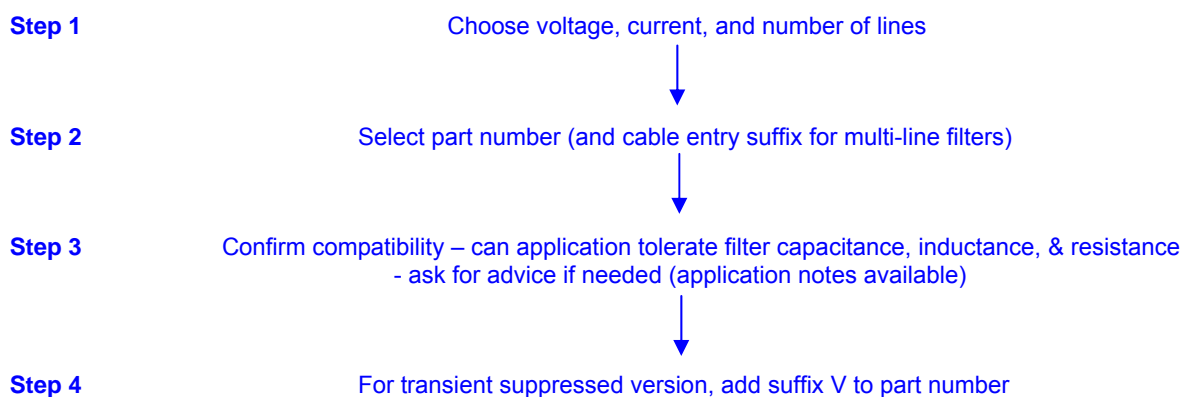 Step 1 Choose voltage, current, and number of lines
Step 2 Select part number (and cable entry suffix for multi-line filters)
Step 3 Confirm compatibility – can application tolerate filter capacitance, inductance, & resistance
- ask for advice if needed (application notes available)
Step 4 For transient suppressed version, add suffix V to part number